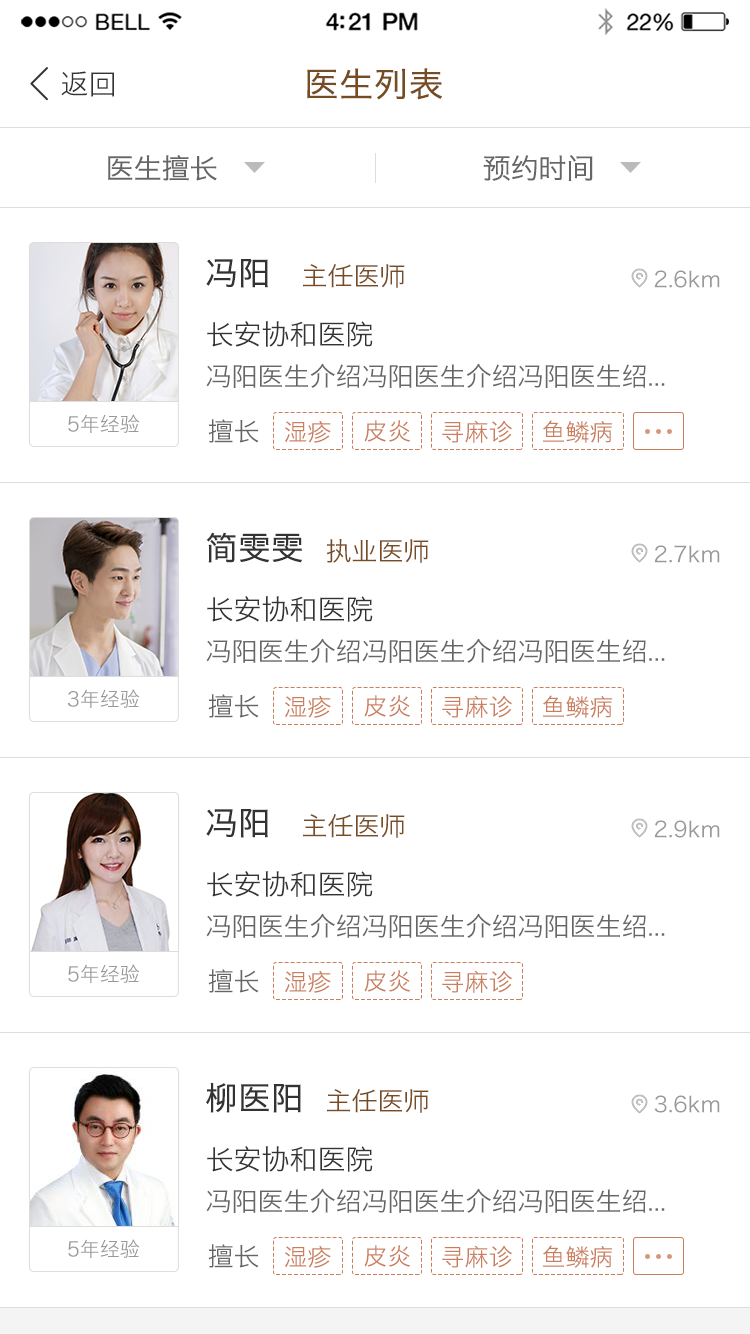 ●●●○○ BELL 4:21 PM 22%
返回 医生列表
医生擅长 预约时间
冯阳 主任医师 2.6km
长安协和医院
冯阳医生介绍冯阳医生介绍冯阳医生绍...
5年经验
擅长 湿疹 皮炎 寻麻诊 鱼鳞病 ···
简雯雯 执业医师 2.7km
长安协和医院
冯阳医生介绍冯阳医生介绍冯阳医生绍...
3年经验
擅长 湿疹 皮炎 寻麻诊 鱼鳞病
冯阳 主任医师 2.9km
长安协和医院
冯阳医生介绍冯阳医生介绍冯阳医生绍...
5年经验
擅长 湿疹 皮炎 寻麻诊
柳医阳 主任医师 3.6km
长安协和医院
冯阳医生介绍冯阳医生介绍冯阳医生绍...
5年经验
擅长 湿疹 皮炎 寻麻诊 鱼鳞病 ···